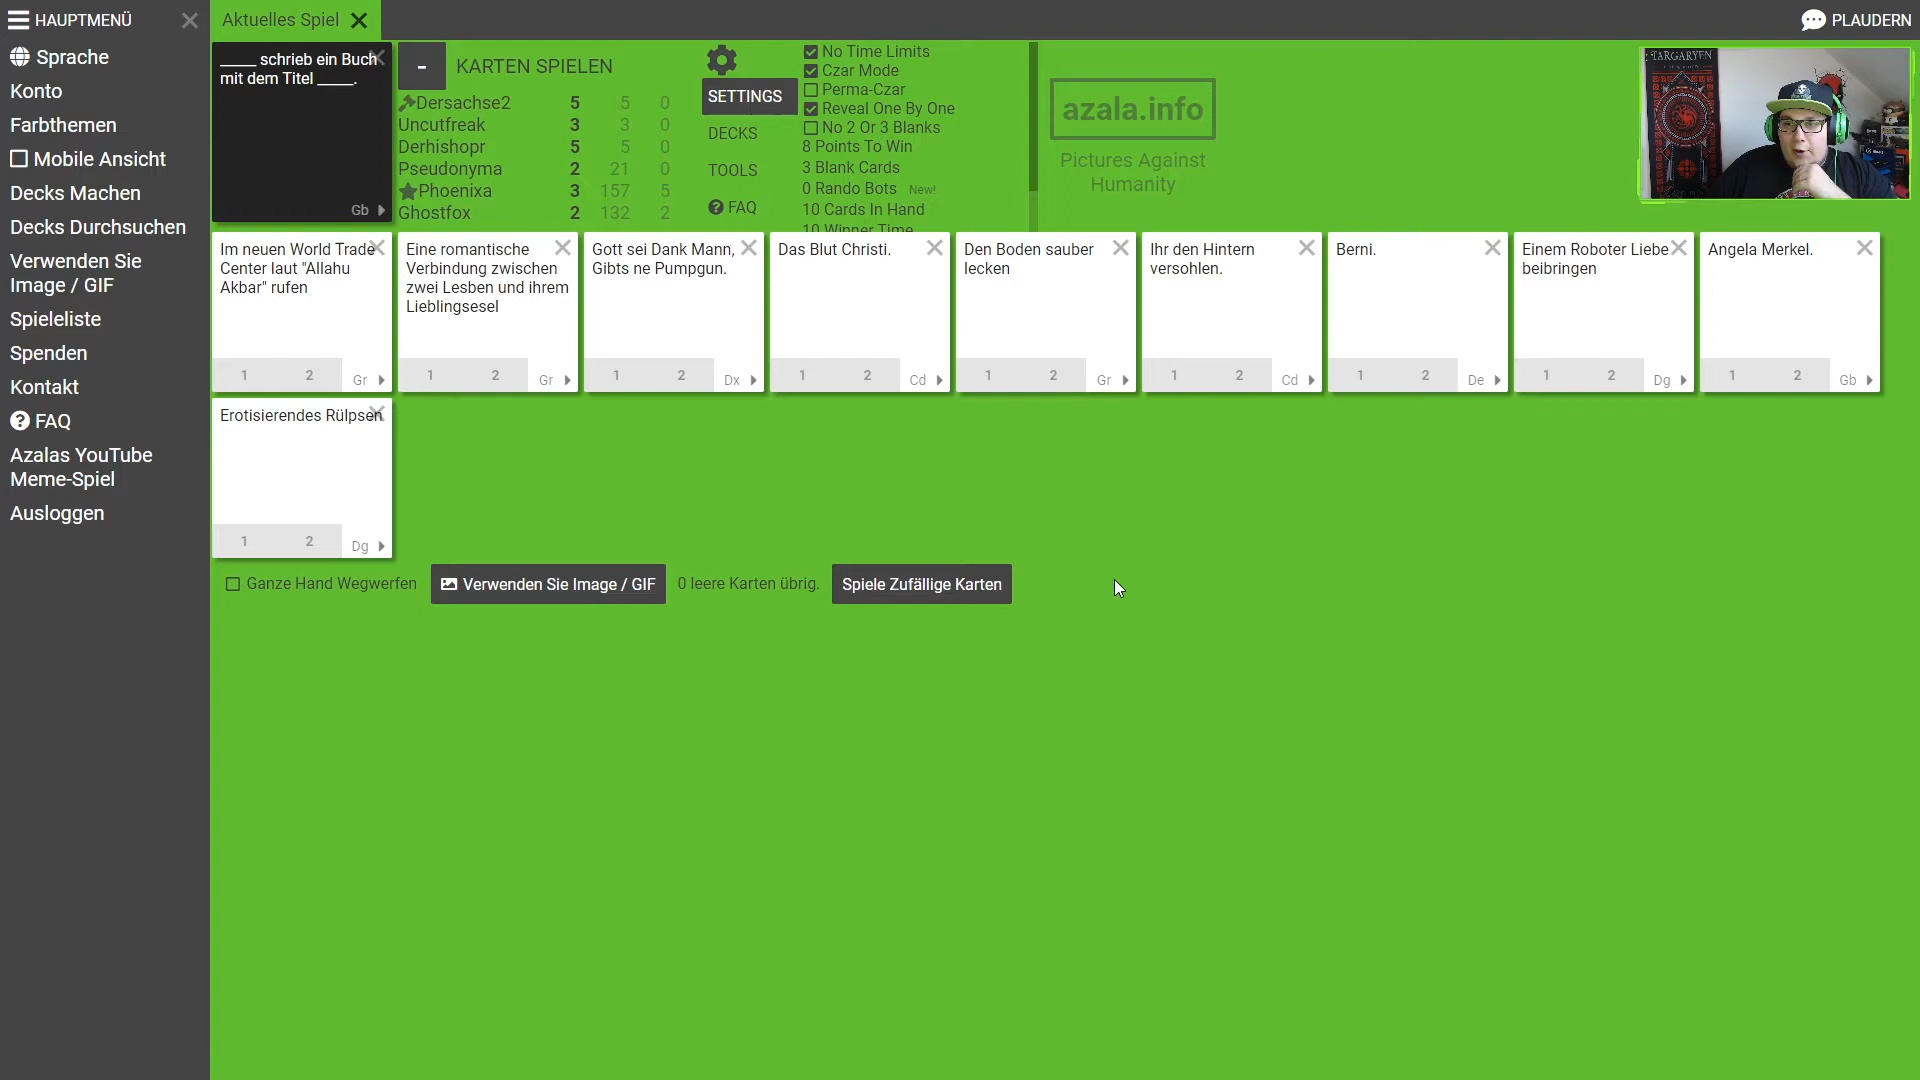 HAUPTMENÜ
Sprache
Konto
Farbthemen
Mobile Ansicht
Decks Machen
Decks Durchsuchen
Verwenden Sie
Image / GIF
Spieleliste
Spenden
Kontakt
FAQ
Azalas YouTube
Meme-Spiel
Ausloggen
Aktuelles Spiel
PLAUDERN
____ schrieb ein Buch
mit dem Titel ____.
Gb
-
KARTEN SPIELEN
Dersachse2 5 5 0
Uncutfreak 3 3 0
Derhishopr 5 5 0
Pseudonyma 2 21 0
Phoenixa 3 157 5
Ghostfox 2 132 2
SETTINGS
DECKS
TOOLS
FAQ
No Time Limits
Czar Mode
Perma-Czar
Reveal One By One
No 2 Or 3 Blanks
8 Points To Win
3 Blank Cards
0 Rando Bots New!
10 Cards In Hand
10 Winner Time
azala.info
Pictures Against
Humanity
TARGARYEN
Im neuen World Trade
Center laut "Allahu
Akbar" rufen
1 2 Gr
Eine romantische
Verbindung zwischen
zwei Lesben und ihrem
Lieblingsesel
1 2 Gr
Gott sei Dank Mann,
Gibts ne Pumpgun.
1 2 Dx
Das Blut Christi.
1 2 Cd
Den Boden sauber
lecken
1 2 Gr
Ihr den Hintern
versohlen.
1 2 Cd
Berni.
1 2 De
Einem Roboter Liebe
beibringen
1 2 Dg
Angela Merkel.
1 2 Gb
Erotisierendes Rülpsen
1 2 Dg
Ganze Hand Wegwerfen
Verwenden Sie Image / GIF
0 leere Karten übrig.
Spiele Zufällige Karten